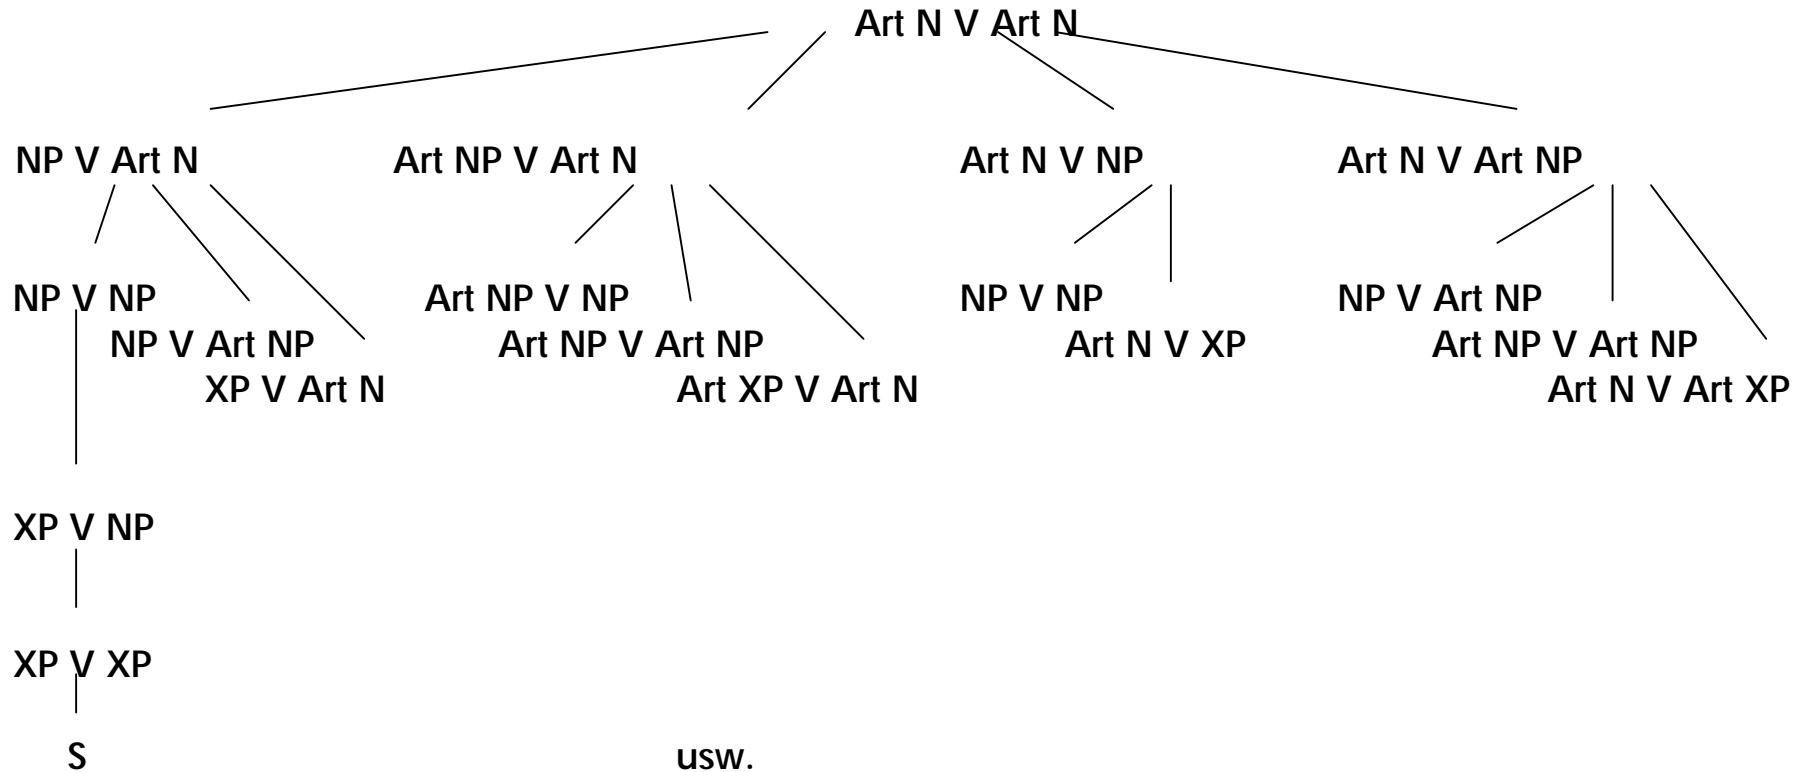 Art N V Art N
NP V Art N
Art NP V Art N
Art N V NP
Art N V Art NP
NP V NP
Art NP V NP
NP V NP
NP V Art NP
NP V Art NP
Art NP V Art NP
Art N V XP
Art NP V Art NP
XP V Art N
Art XP V Art N
Art N V Art XP
XP V NP
XP V XP
S
usw.